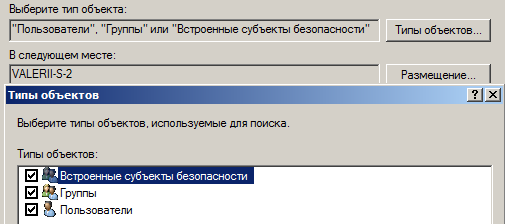 Выберите тип объекта:
"Пользователи", "Группы" или "Встроенные субъекты безопасности"
Типы объектов...
В следующем месте:
VALERII-S-2
Размещение...
Типы объектов
Выберите типы объектов, используемые для поиска.
Типы объектов:
Встроенные субъекты безопасности
Группы
Пользователи